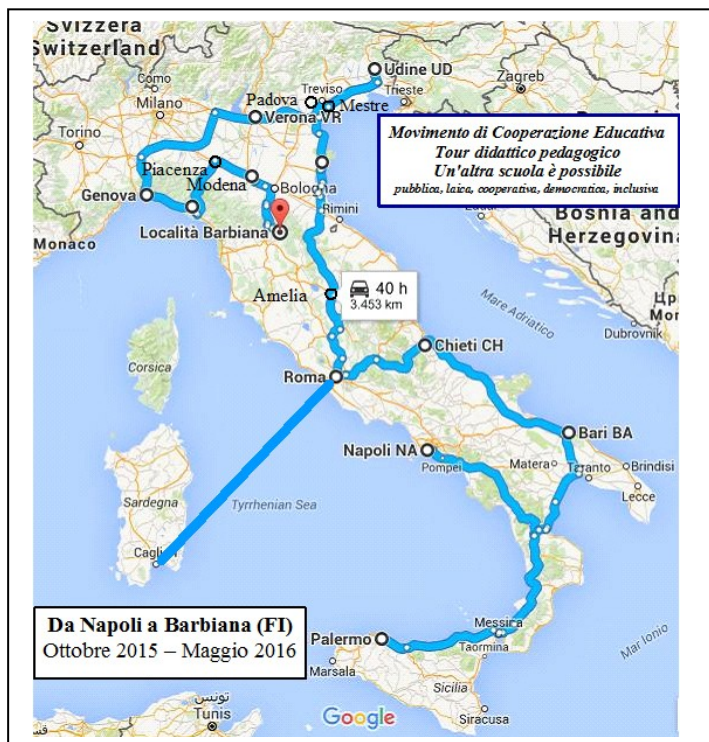 Svizzera
Switzerland
Como
Milano
Torino
Monaco
Udine UD
Treviso
Trieste
Padova
Mestre
Verona VR
Zagreb
Movimento di Cooperazione Educativa
Tour didattico pedagogico
Un'altra scuola è possibile
pubblica, laica, cooperativa, democratica, inclusiva
Piacenza
Modena
Bologna
Genova
Rimini
Località Barbiana
Bosnia and
Herzegovina
Amelia
40 h
3.453 km
Mare Adriatico
Dubrovnik
Corsica
Chieti CH
Roma
Napoli NA
Pompei
Bari BA
Matera
Taranto
Brindisi
Lecce
Sardegna
Tyrrhenian Sea
Da Napoli a Barbiana (FI)
Ottobre 2015 – Maggio 2016
Palermo
Messina
Taormina
Marsala
Sicilia
Siracusa
Mar Ionio
تونس
Tunis
Google